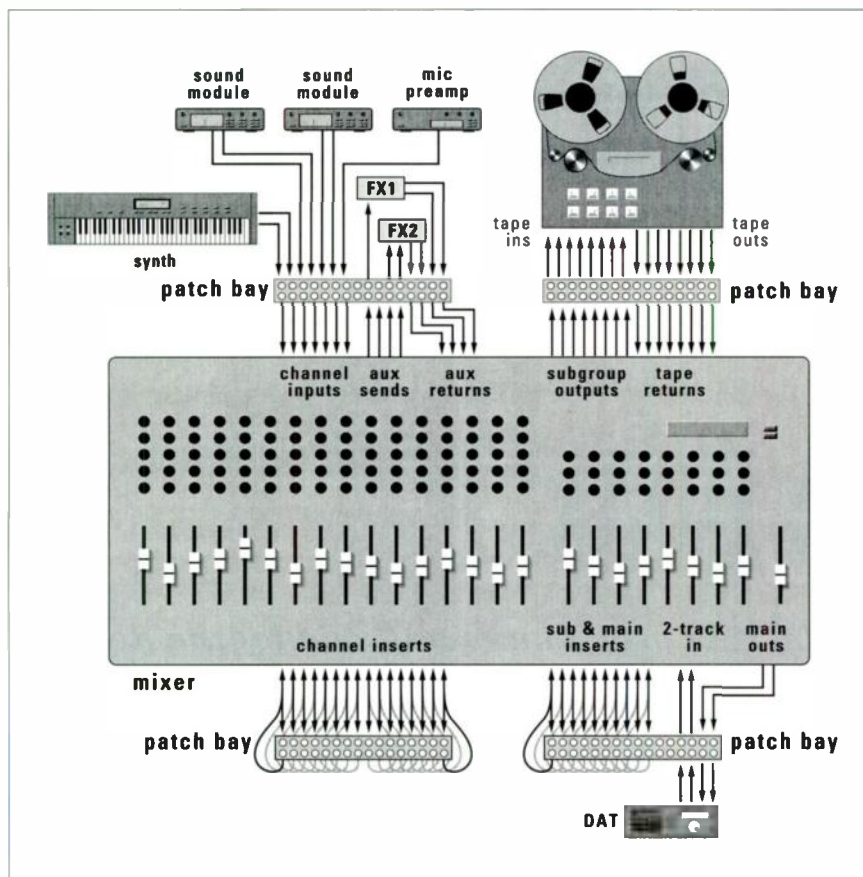 sound
module
sound
module
mic
preamp
FX1
FX2
synth
tape
ins
tape
outs
patch bay
patch bay
channel
inputs
aux
sends
aux
returns
subgroup
outputs
tape
returns
channel inserts
sub & main
inserts
2-track
in
main
outs
mixer
patch bay
patch bay
DAT